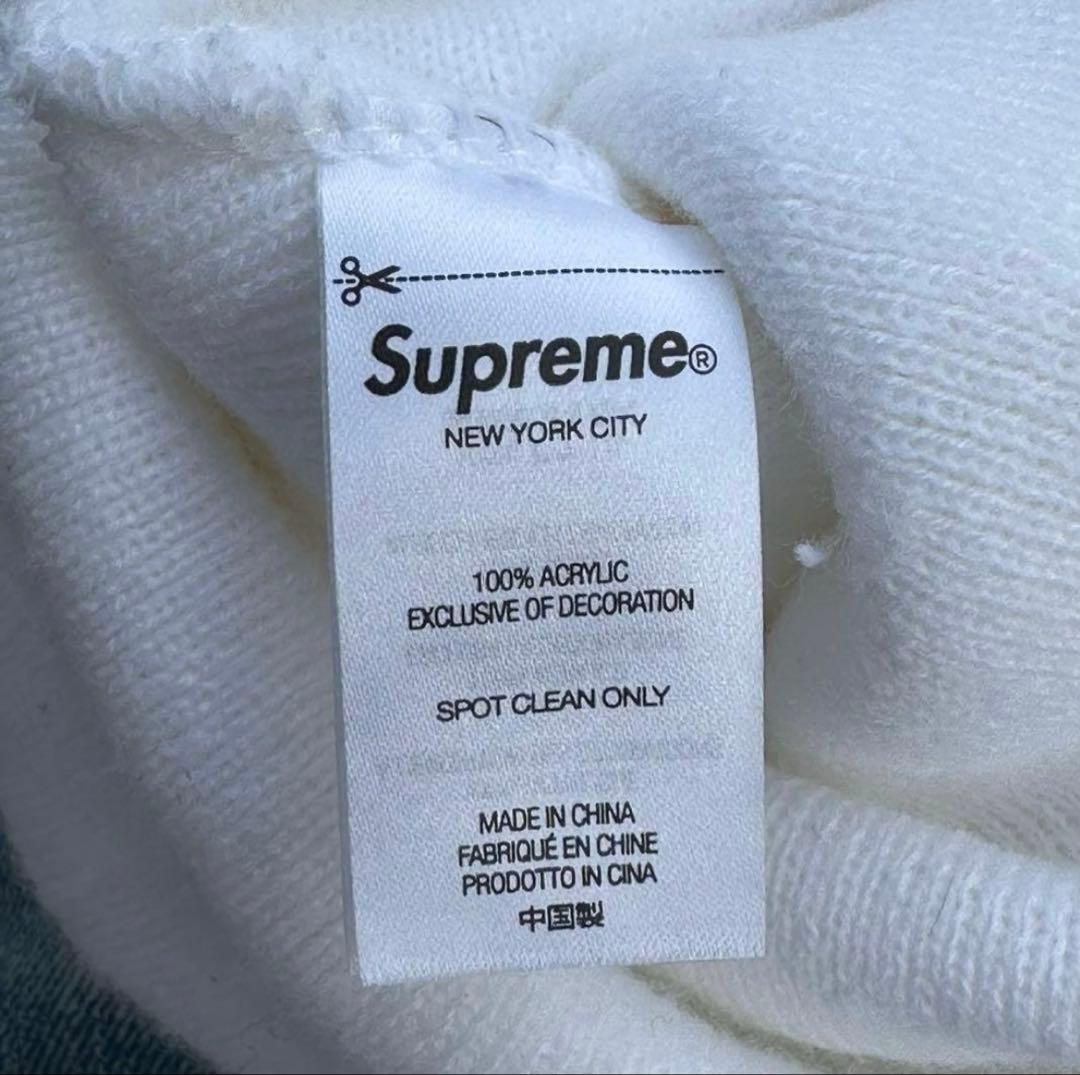 Supreme®
NEW YORK CITY
100% ACRYLIC
EXCLUSIVE OF DECORATION
SPOT CLEAN ONLY
MADE IN CHINA
FABRIQUÉ EN CHINE
PRODOTTO IN CINA
中国製